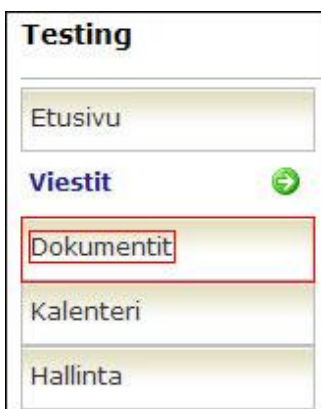 Testing
Etusivu
Viestit
Dokumentit
Kalenteri
Hallinta